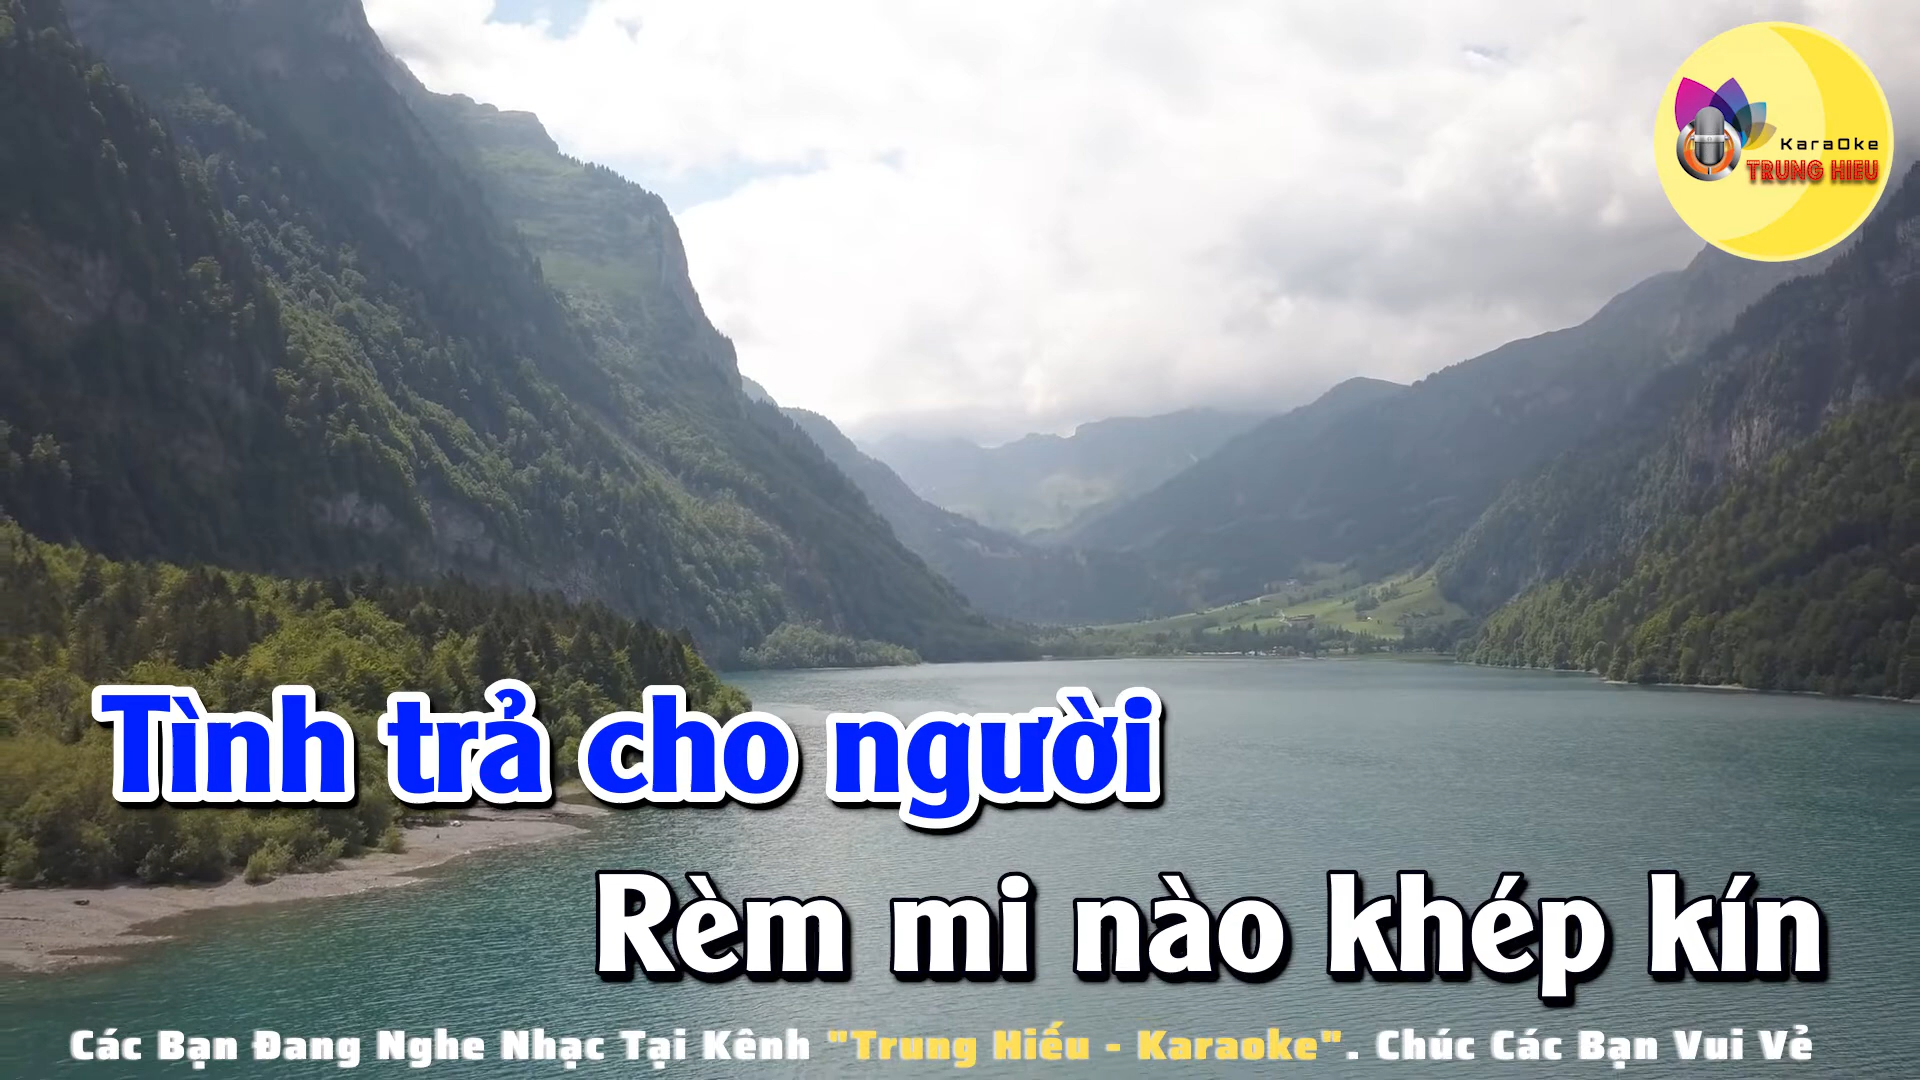 KaraOke
TRUNG HIEU
Tình trả cho người
Rèm mi nào khép kín
Các Bạn Đang Nghe Nhạc Tại Kênh "Trung Hiếu - Karaoke". Chúc Các Bạn Vui Vẻ